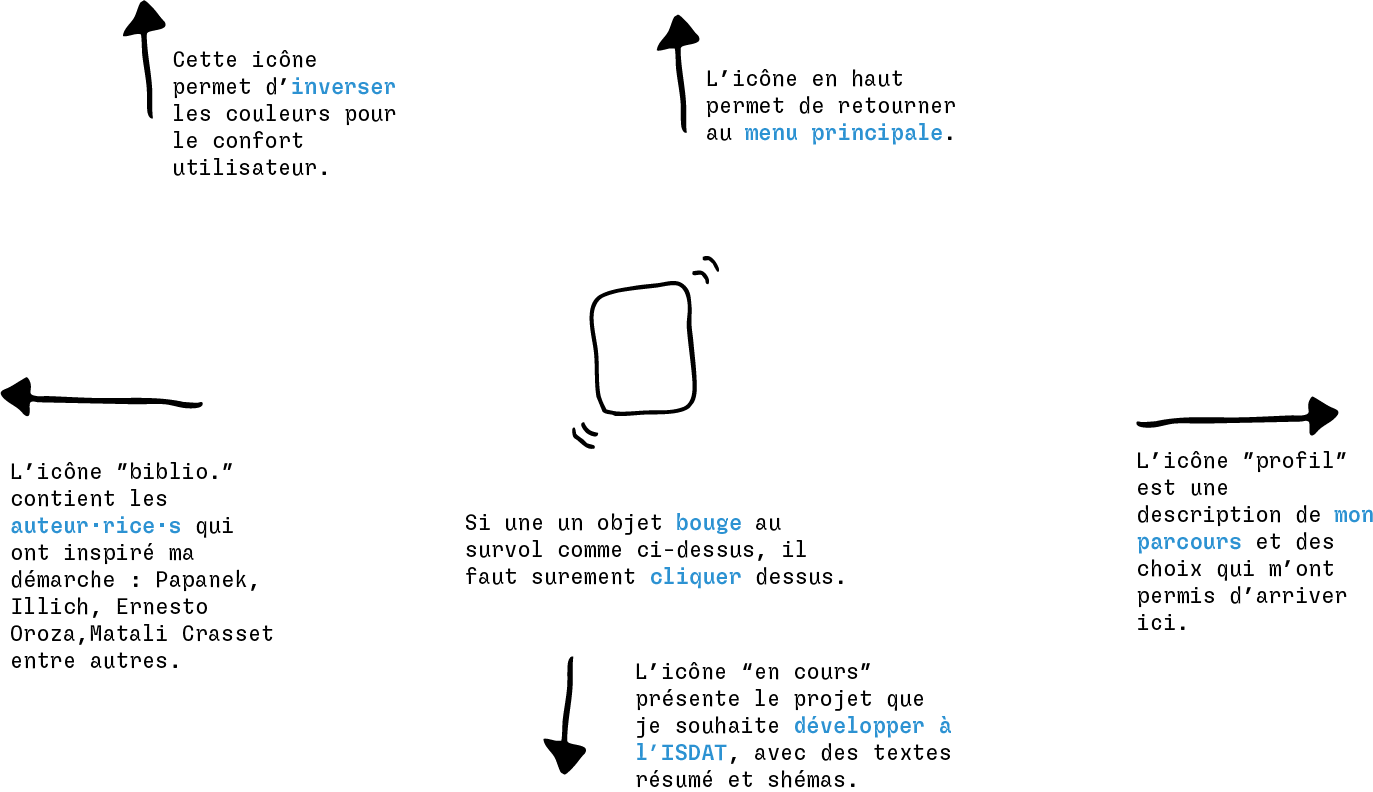 Cette icône
permet d’inverser
les couleurs pour
le confort
utilisateur.
L’icône en haut
permet de retourner
au menu principale.
L’icône ”biblio.”
contient les
auteur·rice·s qui
ont inspiré ma
démarche : Papanek,
Illich, Ernesto
Oroza,Matali Crasset
entre autres.
Si une un objet bouge au
survol comme ci-dessus, il
faut surement cliquer dessus.
L’icône ”profil”
est une
description de mon
parcours et des
choix qui m’ont
permis d’arriver
ici.
L’icône “en cours”
présente le projet que
je souhaite développer à
l’ISDAT, avec des textes
résumé et shémas.